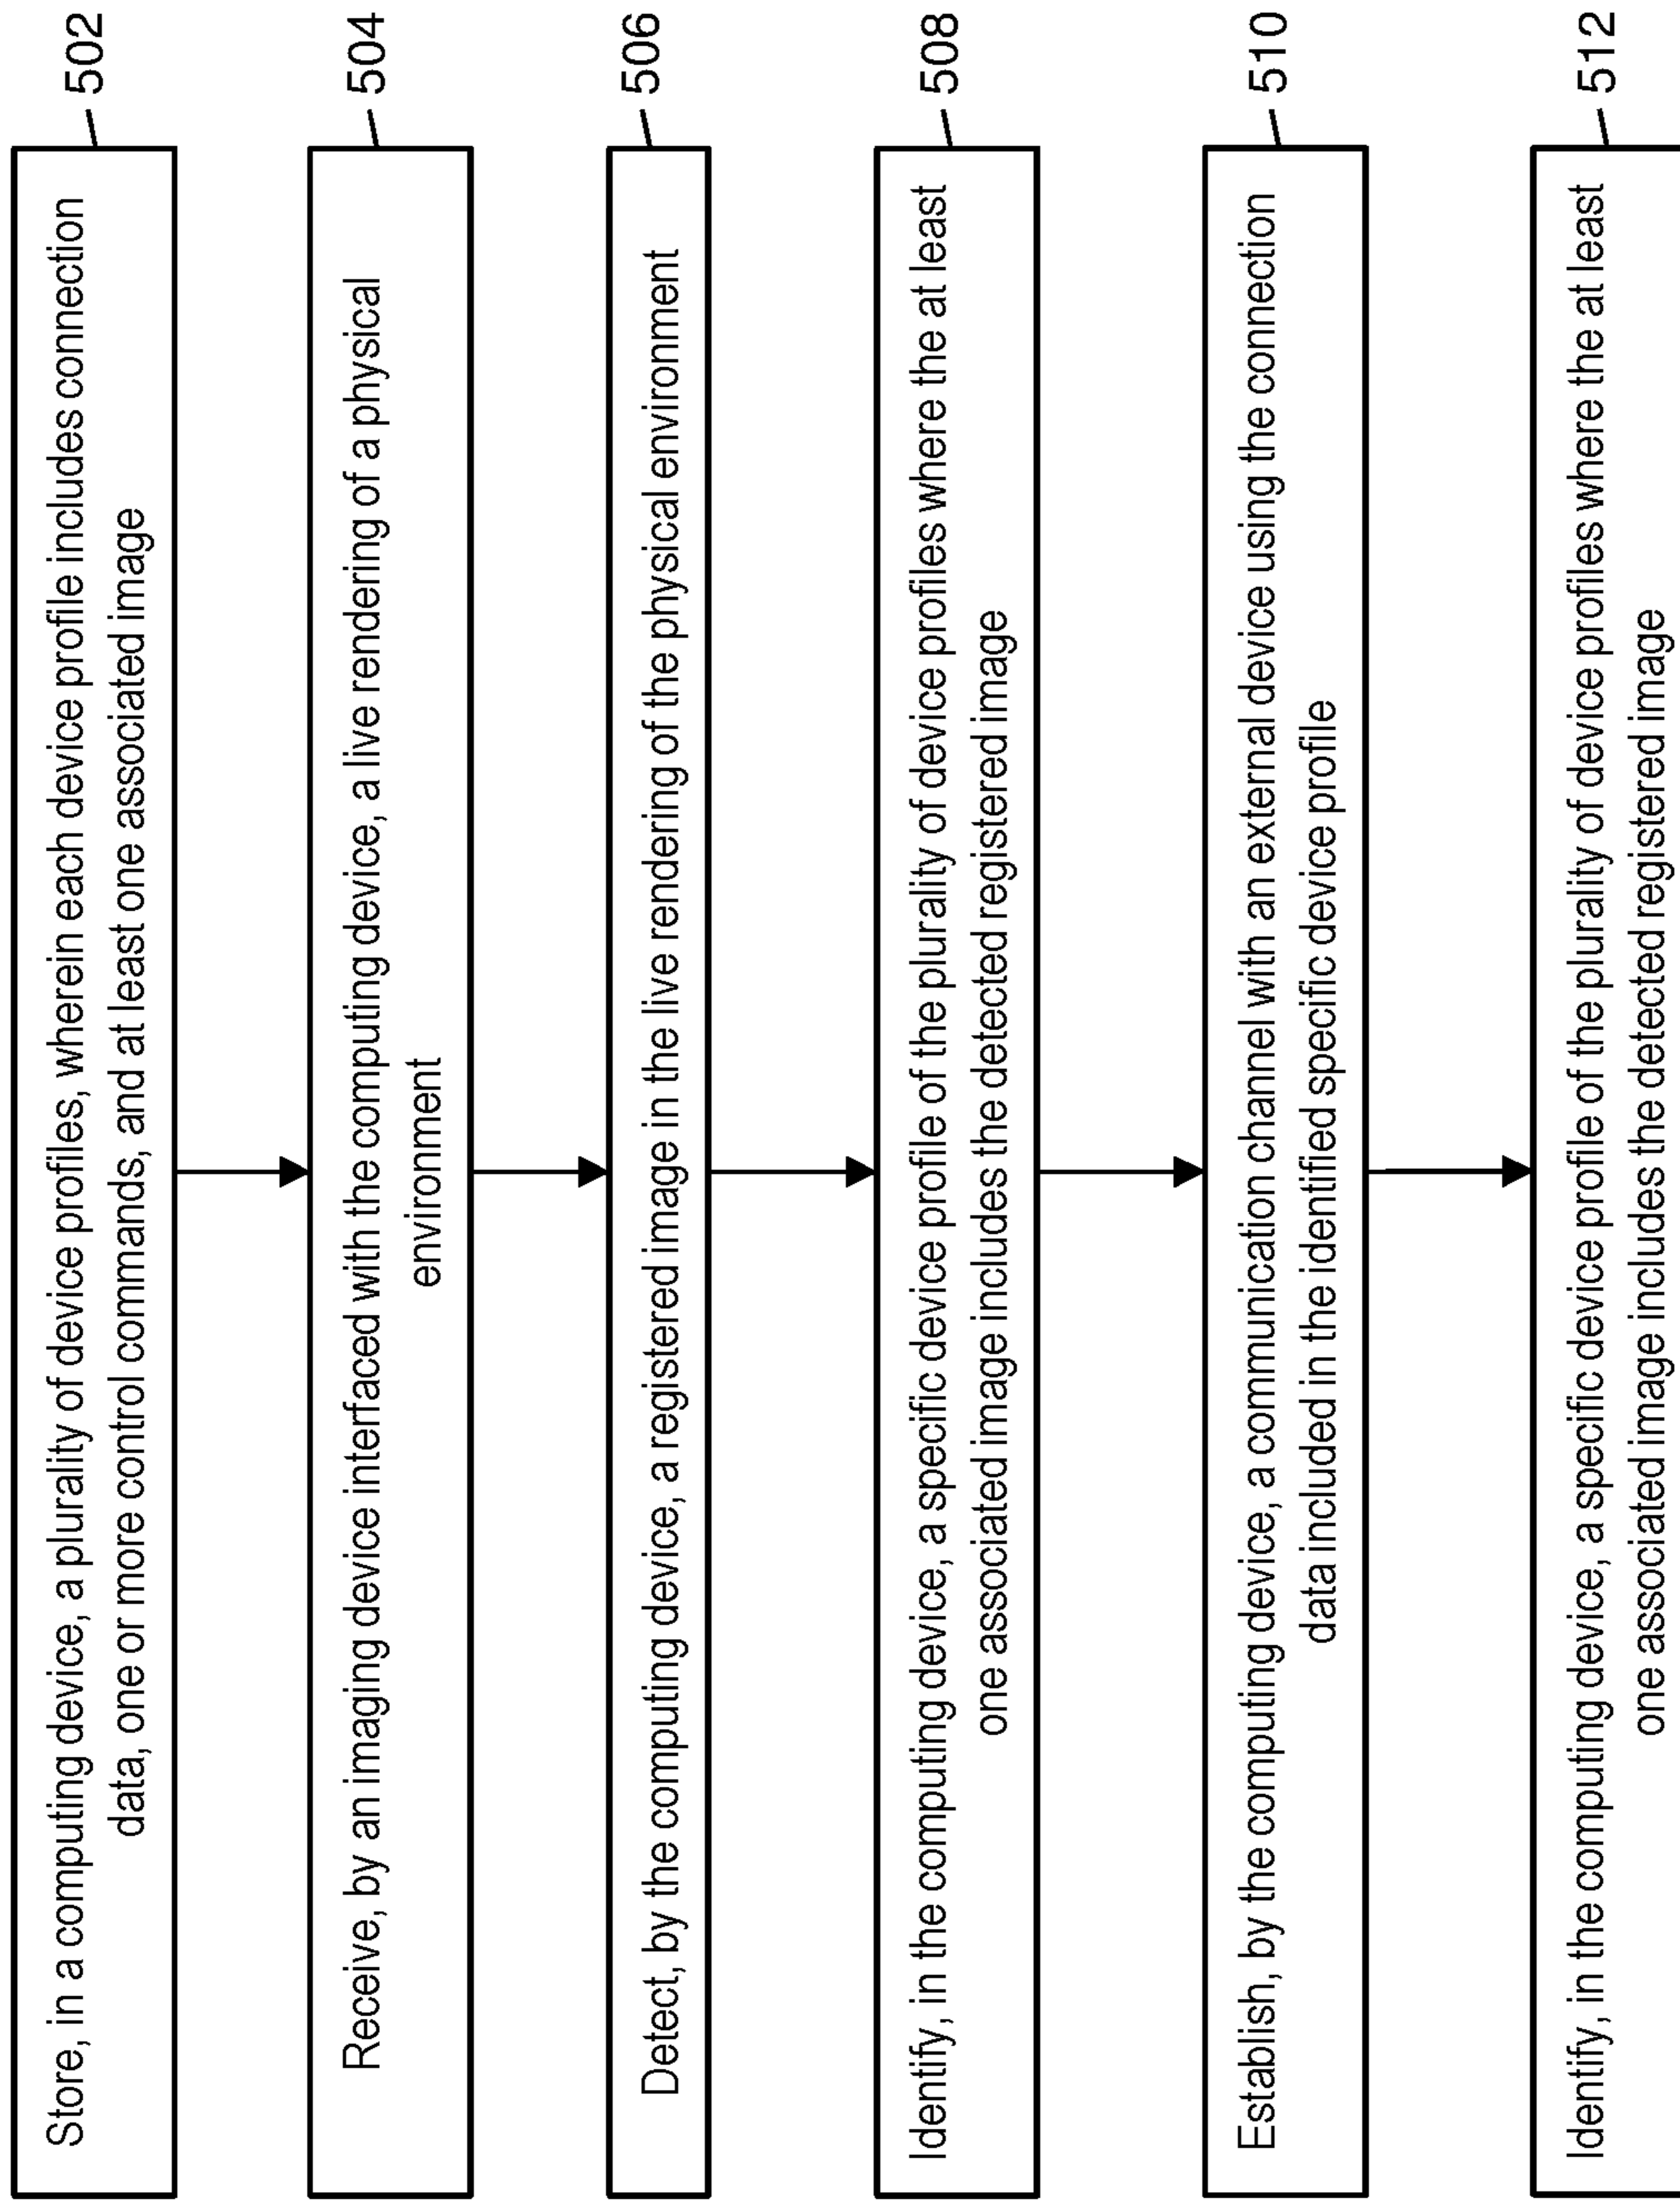 Store, in a computing device, a plurality of device profiles, wherein each device profile includes connection
data, one or more control commands, and at least one associated image
502
Receive, by an imaging device interfaced with the computing device, a live rendering of a physical
environment
504
Detect, by the computing device, a registered image in the live rendering of the physical environment
506
Identify, in the computing device, a specific device profile of the plurality of device profiles where the at least
one associated image includes the detected registered image
508
Establish, by the computing device, a communication channel with an external device using the connection
data included in the identified specific device profile
510
Identify, in the computing device, a specific device profile of the plurality of device profiles where the at least
one associated image includes the detected registered image
512